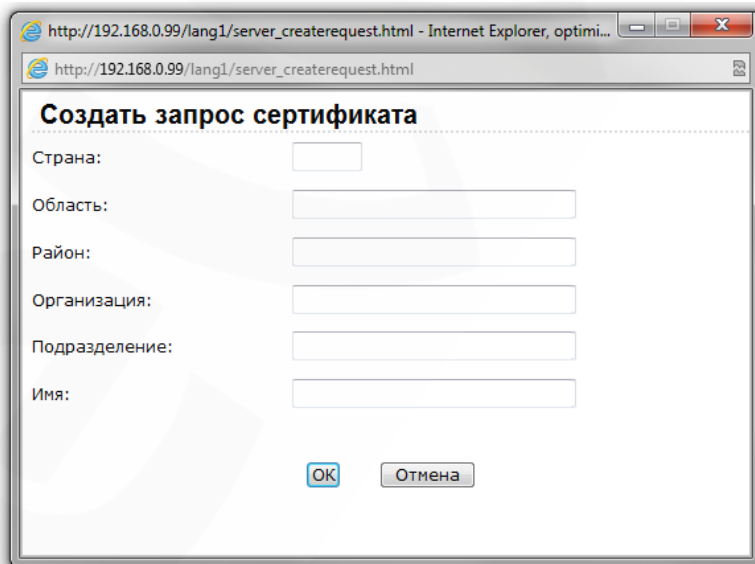 http://192.168.0.99/lang1/server_createrequest.html - Internet Explorer, optimi...
http://192.168.0.99/lang1/server_createrequest.html
Создать запрос сертификата
Страна:
Область:
Район:
Организация:
Подразделение:
Имя:
OK Отмена